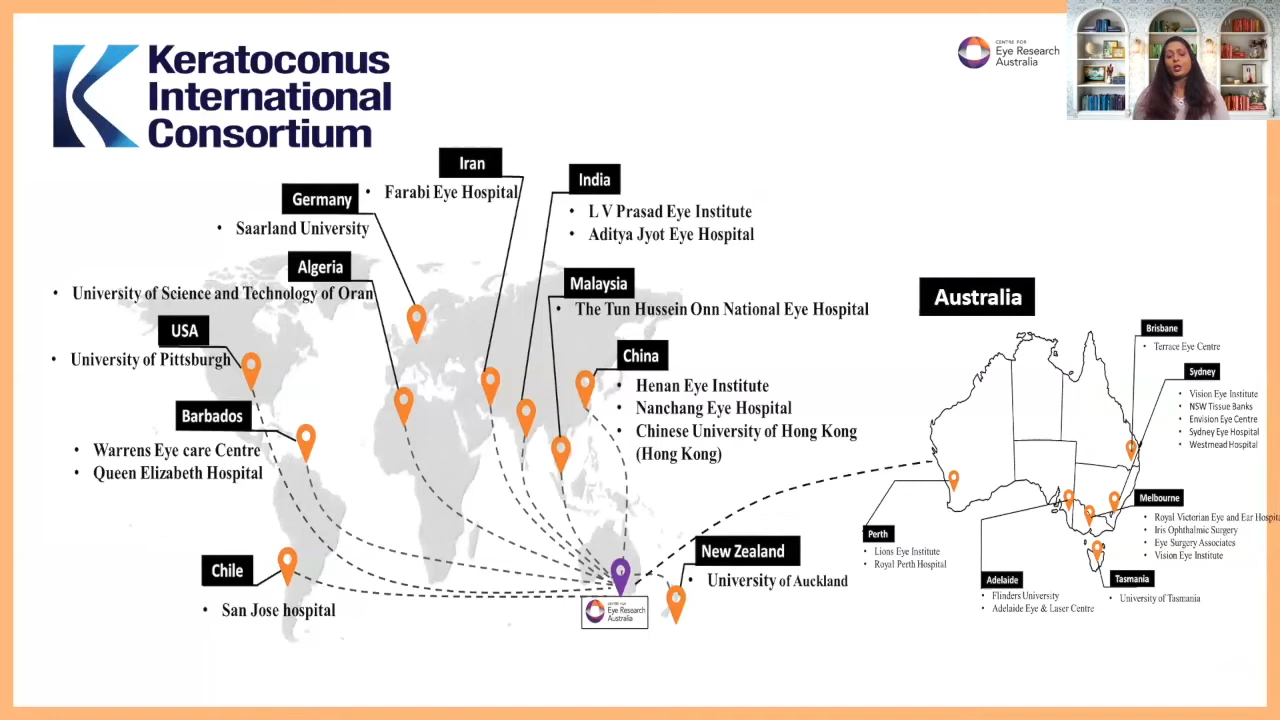 Keratoconus
International
Consortium
CENTRE FOR
Eye Research
Australia
Iran
• Farabi Eye Hospital
India
• L V Prasad Eye Institute
• Aditya Jyot Eye Hospital
Germany
• Saarland University
Algeria
• University of Science and Technology of Oran
Malaysia
• The Tun Hussein Onn National Eye Hospital
USA
• University of Pittsburgh
China
• Henan Eye Institute
• Nanchang Eye Hospital
• Chinese University of Hong Kong
(Hong Kong)
Barbados
• Warrens Eye care Centre
• Queen Elizabeth Hospital
Chile
• San Jose hospital
CENTRE FOR
Eye Research
Australia
New Zealand
• University of Auckland
Australia
Brisbane
• Terrace Eye Centre
Sydney
• Vision Eye Institute
• NSW Tissue Banks
• Envision Eye Centre
• Sydney Eye Hospital
• Westmead Hospital
Melbourne
• Royal Victorian Eye and Ear Hospita
• Iris Ophthalmic Surgery
• Eye Surgery Associates
• Vision Eye Institute
Perth
• Lions Eye Institute
• Royal Perth Hospital
Adelaide
• Flinders University
• Adelaide Eye & Laser Centre
Tasmania
• University of Tasmania